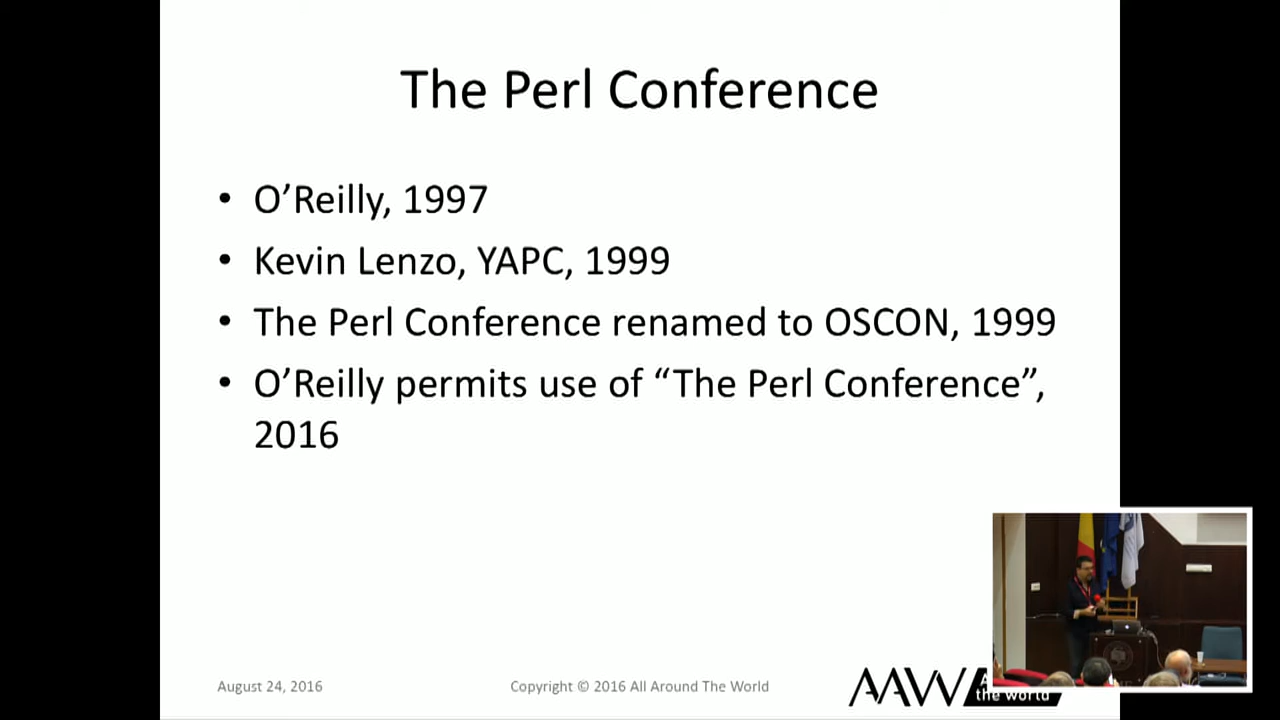 The Perl Conference
• O’Reilly, 1997
• Kevin Lenzo, YAPC, 1999
• The Perl Conference renamed to OSCON, 1999
• O’Reilly permits use of “The Perl Conference”,
2016
August 24, 2016
Copyright © 2016 All Around The World
AAW
the world